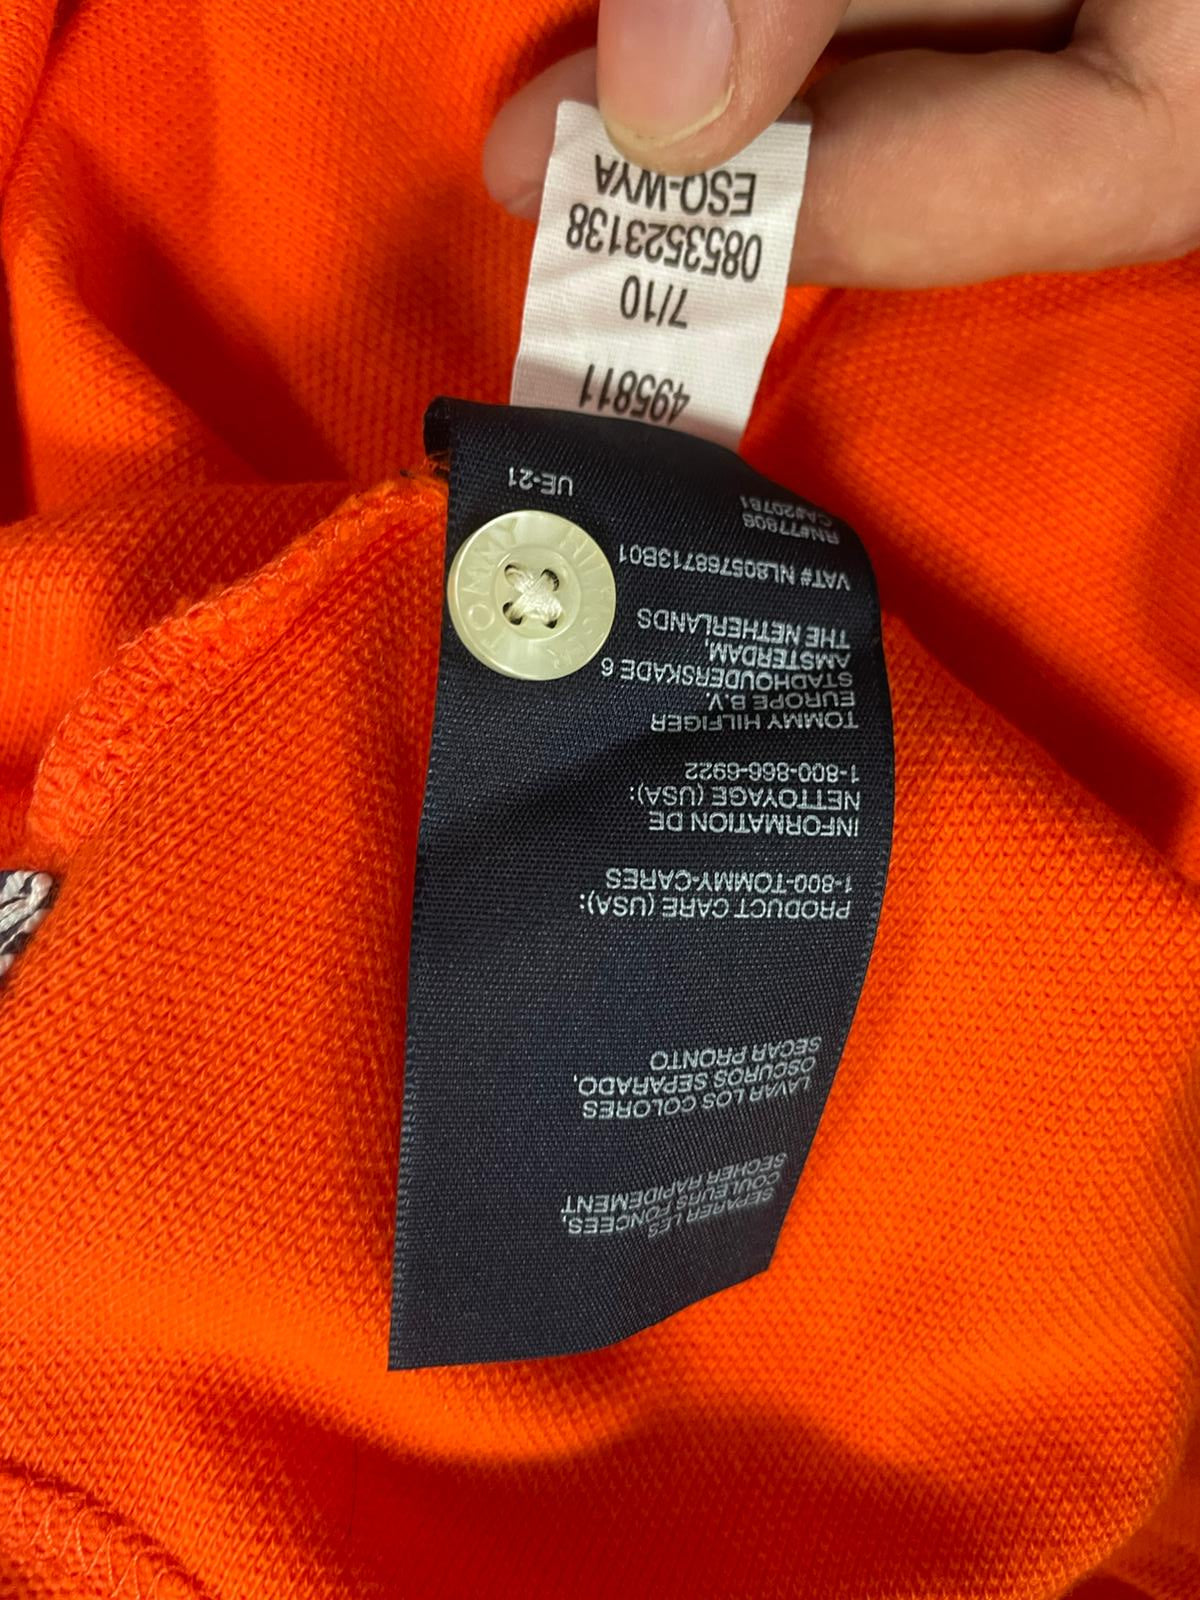 SEPARER LES
COULEURS FONCEES,
SECHER RAPIDEMENT
LAVAR LOS COLORES
OSCUROS SEPARADO,
SECAR PRONTO
PRODUCT CARE (USA):
1-800-TOMMY-CARES
INFORMATION DE
NETTOYAGE (USA):
1-800-866-6922
TOMMY HILFIGER
EUROPE B.V.
STADHOUDERSKADE 6
AMSTERDAM,
THE NETHERLANDS
VAT# NL805768713B01
TOMMY HILFIGER
RN#77806
CA#20781
UE-21
495811
7/10
0853523138
ESQ-WYA